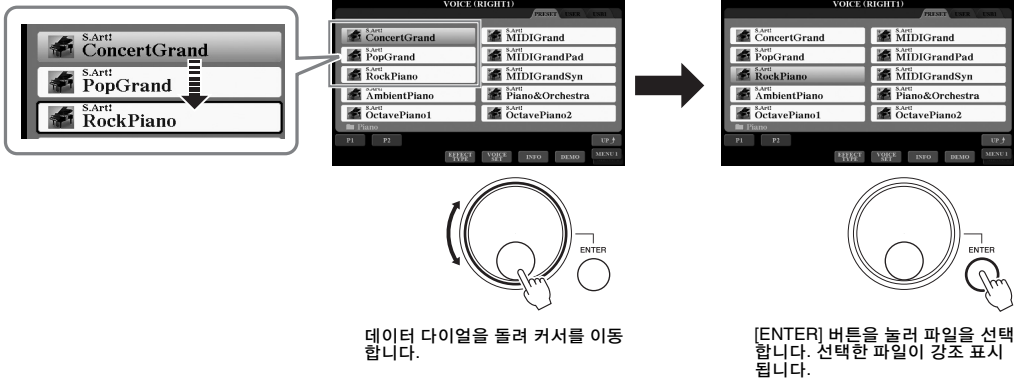 S.Art!
ConcertGrand
S.Art!
PopGrand
S.Art!
RockPiano
VOICE (RIGHT1)
PRESET USER USB1
S.Art!
ConcertGrand
S.Art!
MIDIGrand
S.Art!
PopGrand
S.Art!
MIDIGrandPad
S.Art!
RockPiano
S.Art!
MIDIGrandSyn
S.Art!
AmbientPiano
S.Art!
Piano&Orchestra
S.Art!
OctavePiano1
S.Art!
OctavePiano2
Piano
P1 P2 UP
EFFECT TYPE VOICE SET INFO DEMO MENU 1
ENTER
데이터 다이얼을 돌려 커서를 이동
합니다.
VOICE (RIGHT1)
PRESET USER USB1
S.Art!
ConcertGrand
S.Art!
MIDIGrand
S.Art!
PopGrand
S.Art!
MIDIGrandPad
S.Art!
RockPiano
S.Art!
MIDIGrandSyn
S.Art!
AmbientPiano
S.Art!
Piano&Orchestra
S.Art!
OctavePiano1
S.Art!
OctavePiano2
Piano
P1 P2 UP
EFFECT TYPE VOICE SET INFO DEMO MENU 1
ENTER
[ENTER] 버튼을 눌러 파일을 선택
합니다. 선택한 파일이 강조 표시
됩니다.